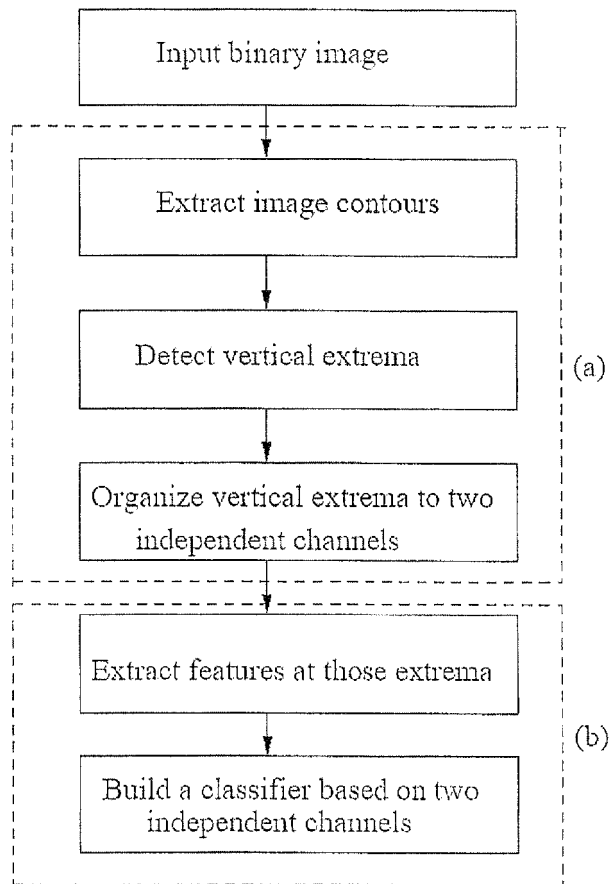 Input binary image
Extract image contours
Detect vertical extrema
(a)
Organize vertical extrema to two
independent channels
Extract features at those extrema
(b)
Build a classifier based on two
independent channels